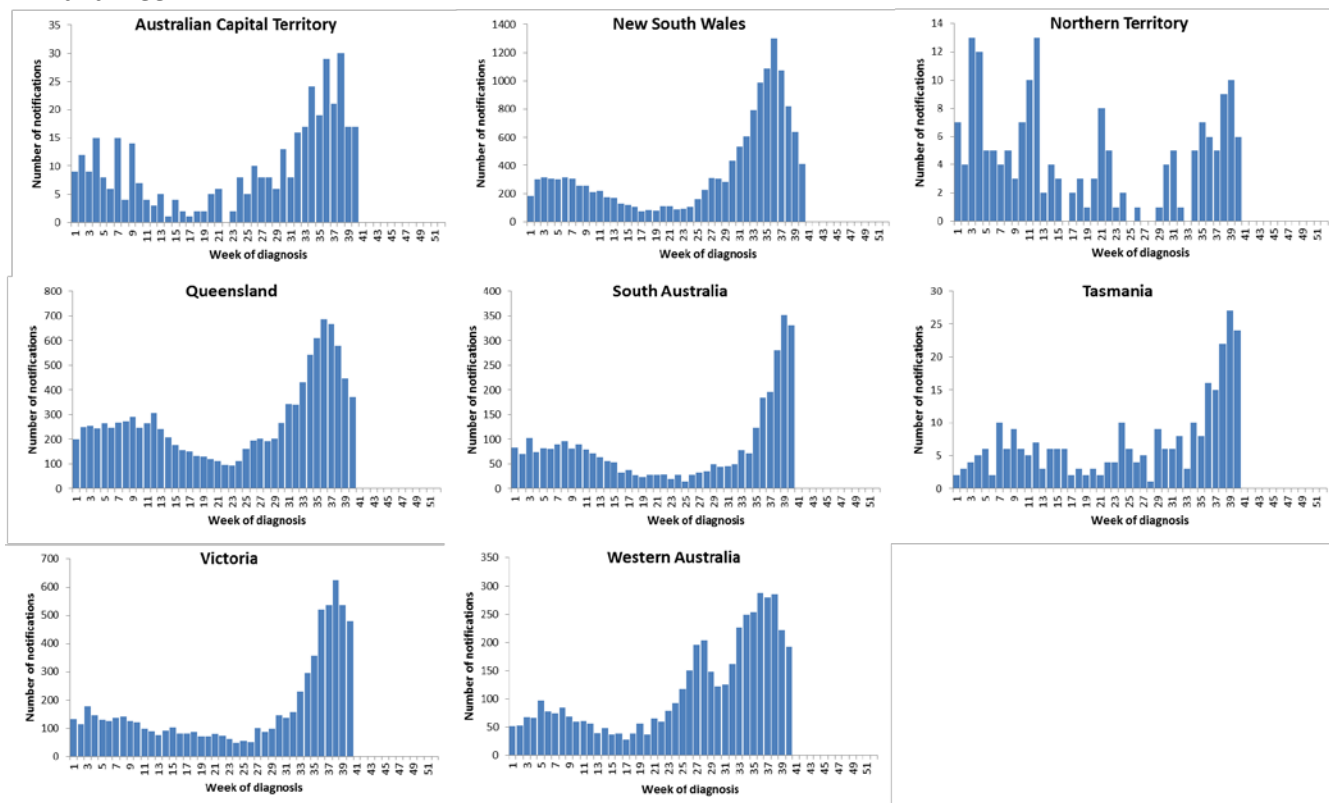 Australian Capital Territory
Number of notifications
35
30
25
20
15
10
5
0
1 3 5 7 9 11 13 15 17 19 21 23 25 27 29 31 33 35 37 39 41 43 45 47 49 51
Week of diagnosis
New South Wales
Number of notifications
1400
1200
1000
800
600
400
200
0
1 3 5 7 9 11 13 15 17 19 21 23 25 27 29 31 33 35 37 39 41 43 45 47 49 51
Week of diagnosis
Northern Territory
Number of notifications
14
12
10
8
6
4
2
0
1 3 5 7 9 11 13 15 17 19 21 23 25 27 29 31 33 35 37 39 41 43 45 47 49 51
Week of diagnosis
Queensland
Number of notifications
800
700
600
500
400
300
200
100
0
1 3 5 7 9 11 13 15 17 19 21 23 25 27 29 31 33 35 37 39 41 43 45 47 49 51
Week of diagnosis
South Australia
Number of notifications
400
350
300
250
200
150
100
50
0
1 3 5 7 9 11 13 15 17 19 21 23 25 27 29 31 33 35 37 39 41 43 45 47 49 51
Week of diagnosis
Tasmania
Number of notifications
30
25
20
15
10
5
0
1 3 5 7 9 11 13 15 17 19 21 23 25 27 29 31 33 35 37 39 41 43 45 47 49 51
Week of diagnosis
Victoria
Number of notifications
700
600
500
400
300
200
100
0
1 3 5 7 9 11 13 15 17 19 21 23 25 27 29 31 33 35 37 39 41 43 45 47 49 51
Week of diagnosis
Western Australia
Number of notifications
350
300
250
200
150
100
50
0
1 3 5 7 9 11 13 15 17 19 21 23 25 27 29 31 33 35 37 39 41 43 45 47 49 51
Week of diagnosis